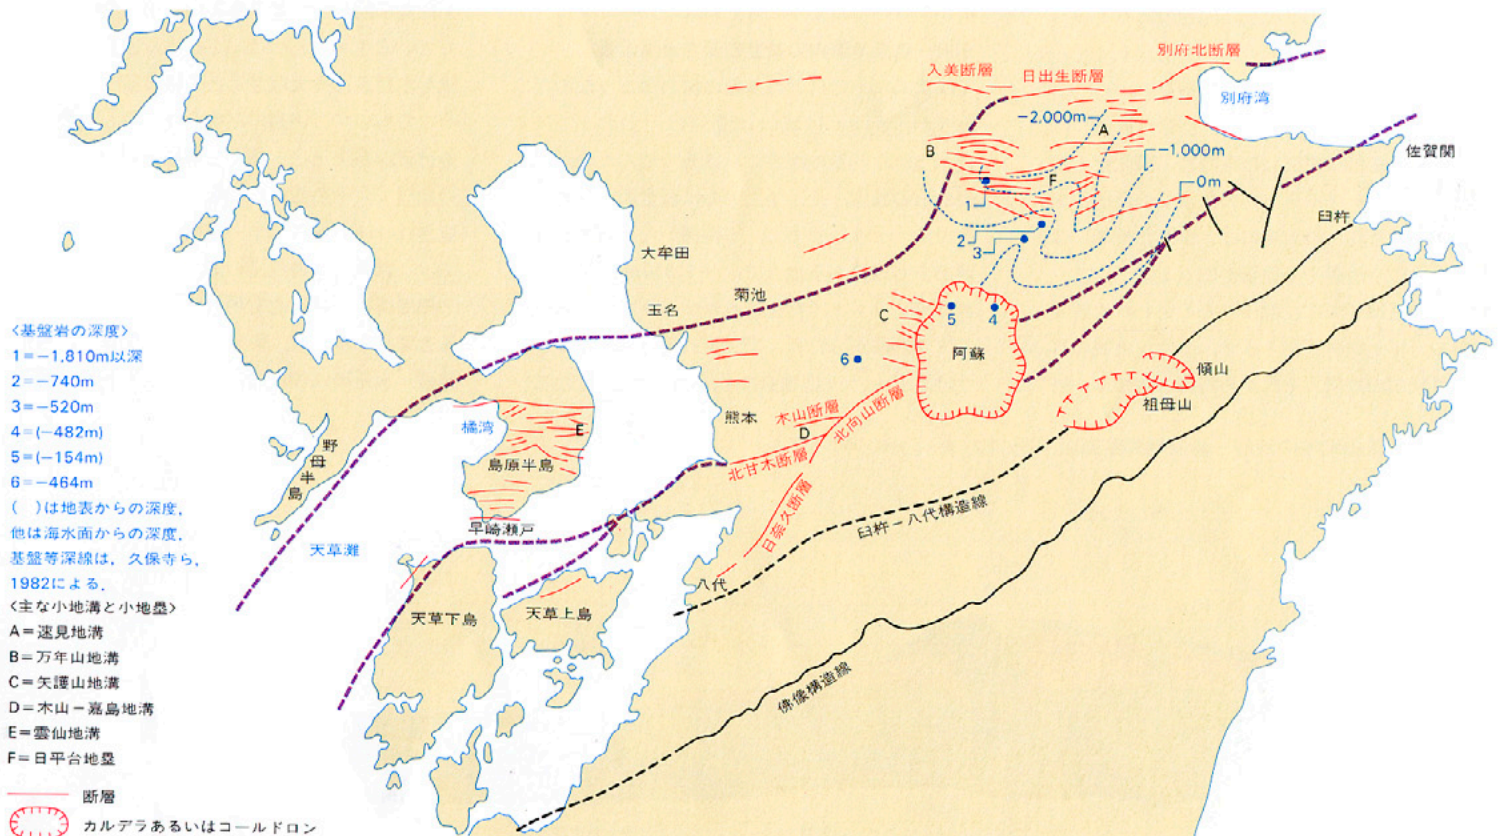 別府北断層
入美断層
日出生断層
別府湾
-2,000m
A
B
-1,000m
佐賀関
F
0m
1
臼杵
2
3
大牟田
菊池
玉名
C
5
4
阿蘇
6
傾山
祖母山
<基盤岩の深度>
1=-1,810m以深
2=-740m
3=-520m
4=(-482m)
5=(-154m)
6=-464m
( )は地表からの深度,
他は海水面からの深度.
基盤等深線は, 久保寺ら,
1982による.
<主な小地溝と小地塁>
A=速見地溝
B=万年山地溝
C=矢護山地溝
D=木山-嘉島地溝
E=雲仙地溝
F=日平台地塁
断層
カルデラあるいはコールドロン
熊本
木山断層
D
北向山断層
橘湾
E
北甘木断層
島原半島
野母半島
早崎瀬戸
日奈久断層
臼杵-八代構造線
天草灘
八代
天草下島
天草上島
佛像構造線